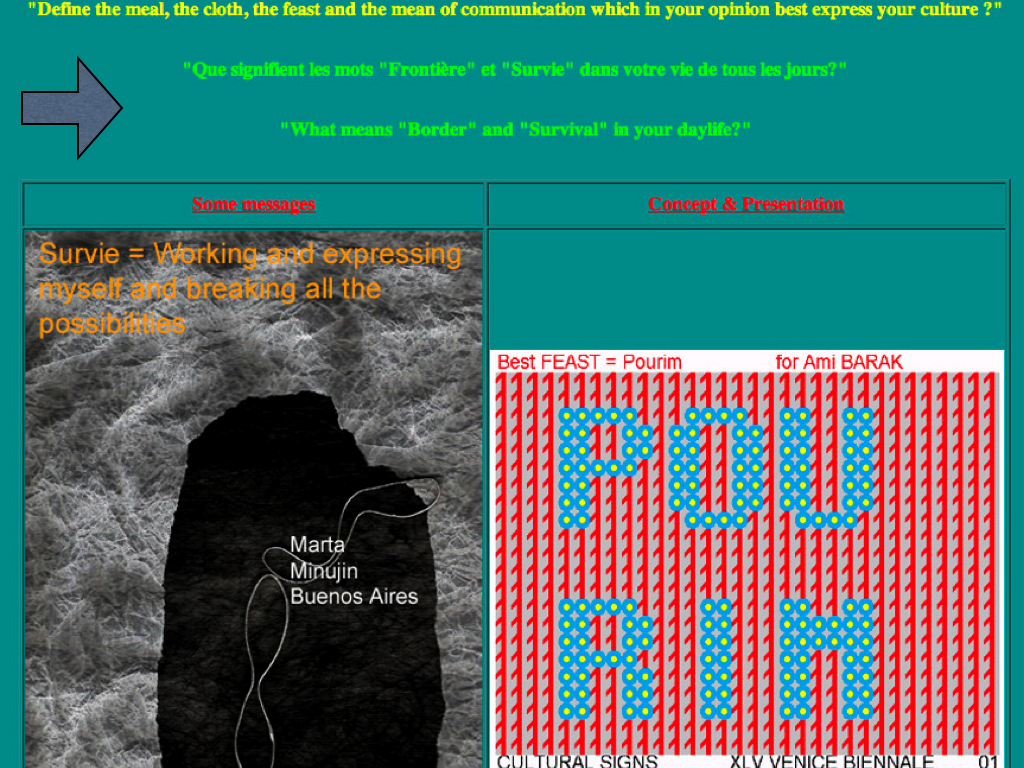 "Define the meal, the cloth, the feast and the mean of communication which in your opinion best express your culture ?"
"Que signifient les mots "Frontière" et "Survie" dans votre vie de tous les jours?"
"What means "Border" and "Survival" in your daylife?"
Some messages
Concept & Presentation
Survie = Working and expressing
myself and breaking all the
possibilities
Marta
Minujin
Buenos Aires
Best FEAST = Pourim for Ami BARAK
POU
RIM
CULTURAL SIGNS XLV VENICE BIENNALE 01